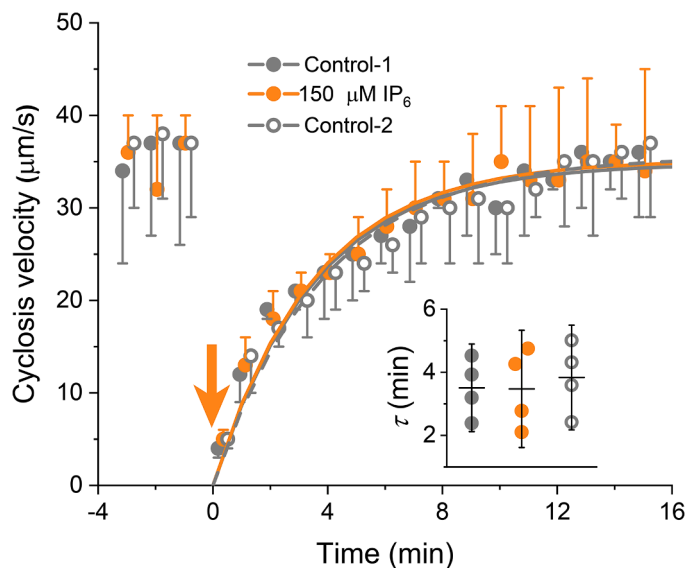 50
40
30
20
10
0
Cyclosis velocity (μm/s)
Control-1
150 μM IP₆
Control-2
6
4
2
τ (min)
-4 0 4 8 12 16
Time (min)